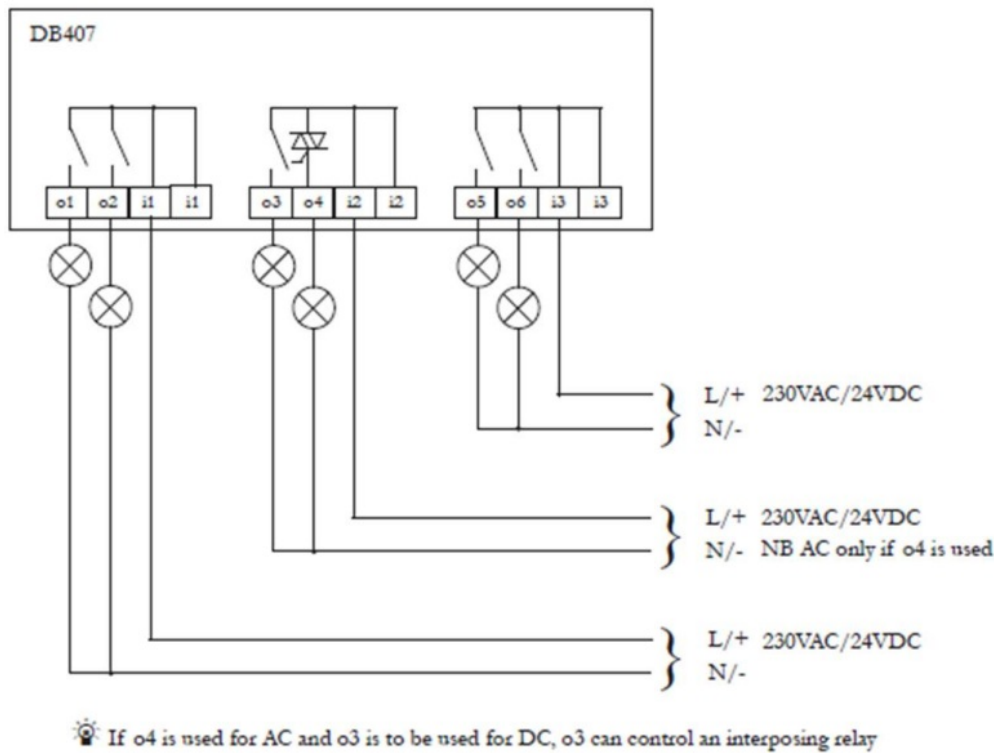 DB407
o1 o2 i1 i1 o3 o4 i2 i2 o5 o6 i3 i3
L/+ 230VAC/24VDC
N/-
L/+ 230VAC/24VDC
N/- NB AC only if o4 is used
L/+ 230VAC/24VDC
N/-
If o4 is used for AC and o3 is to be used for DC, o3 can control an interposing relay